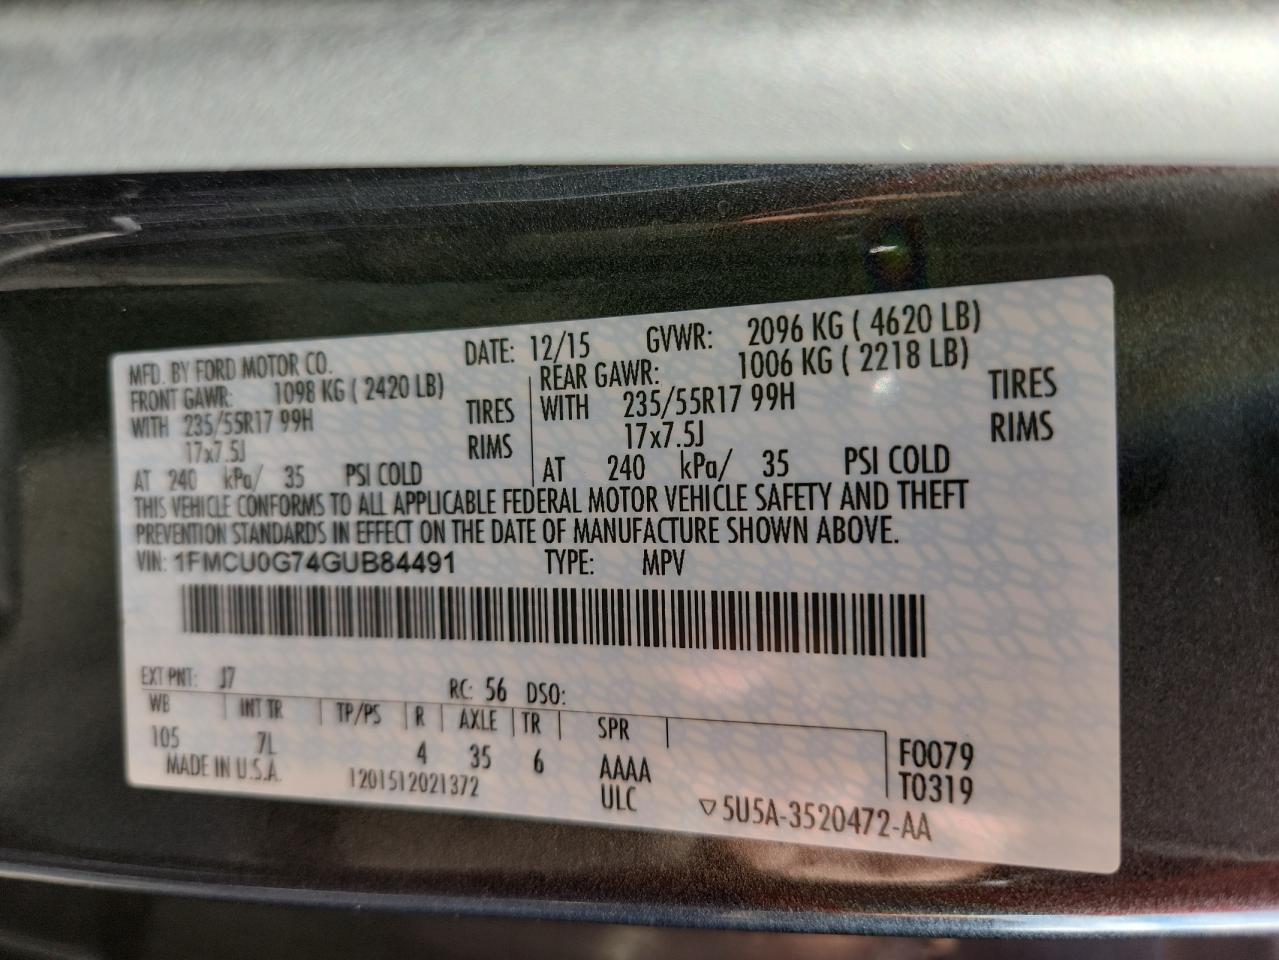 MFD. BY FORD MOTOR CO. DATE: 12/15 GVWR: 2096 KG ( 4620 LB)
FRONT GAWR: 1098 KG ( 2420 LB) REAR GAWR: 1006 KG ( 2218 LB)
WITH 235/55R17 99H TIRES WITH 235/55R17 99H TIRES
17x7.5J RIMS 17x7.5J RIMS
AT 240 kPa/ 35 PSI COLD AT 240 kPa/ 35 PSI COLD
THIS VEHICLE CONFORMS TO ALL APPLICABLE FEDERAL MOTOR VEHICLE SAFETY AND THEFT
PREVENTION STANDARDS IN EFFECT ON THE DATE OF MANUFACTURE SHOWN ABOVE.
VIN: 1FMCU0G74GUB84491 TYPE: MPV
EXT PNT: J7 RC: 56 DSO:
WB INT TR TP/PS R AXLE TR SPR
105 7L 4 35 6 AAAA F0079
MADE IN U.S.A. 1201512021372 ULC T0319
▽5U5A-3520472-AA